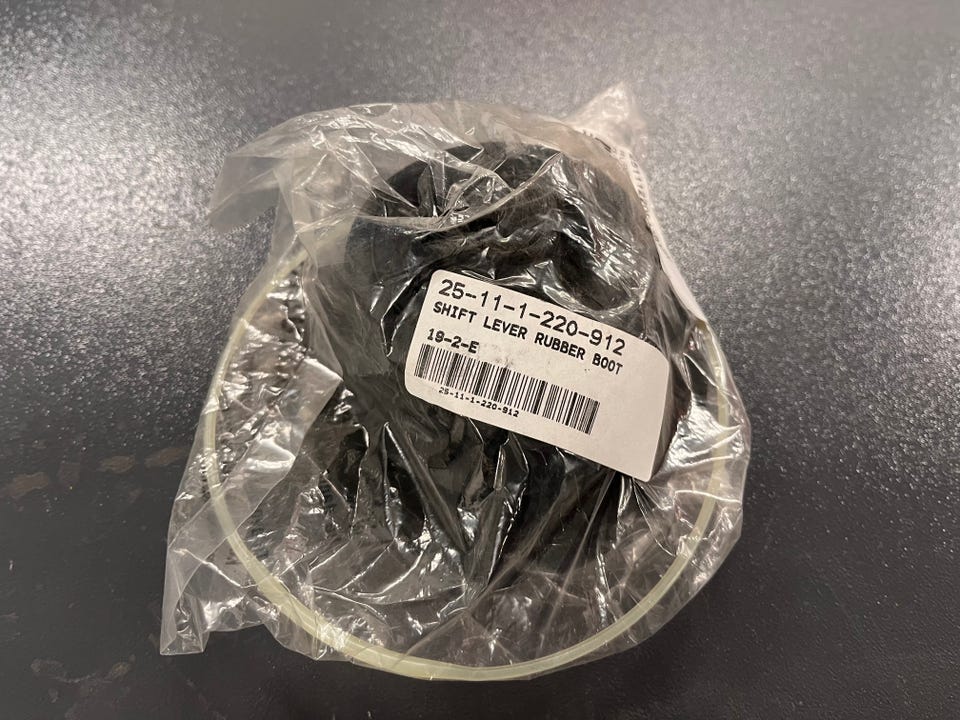 25-11-1-220-912
SHIFT LEVER RUBBER BOOT
19-2-E
25-11-1-220-912